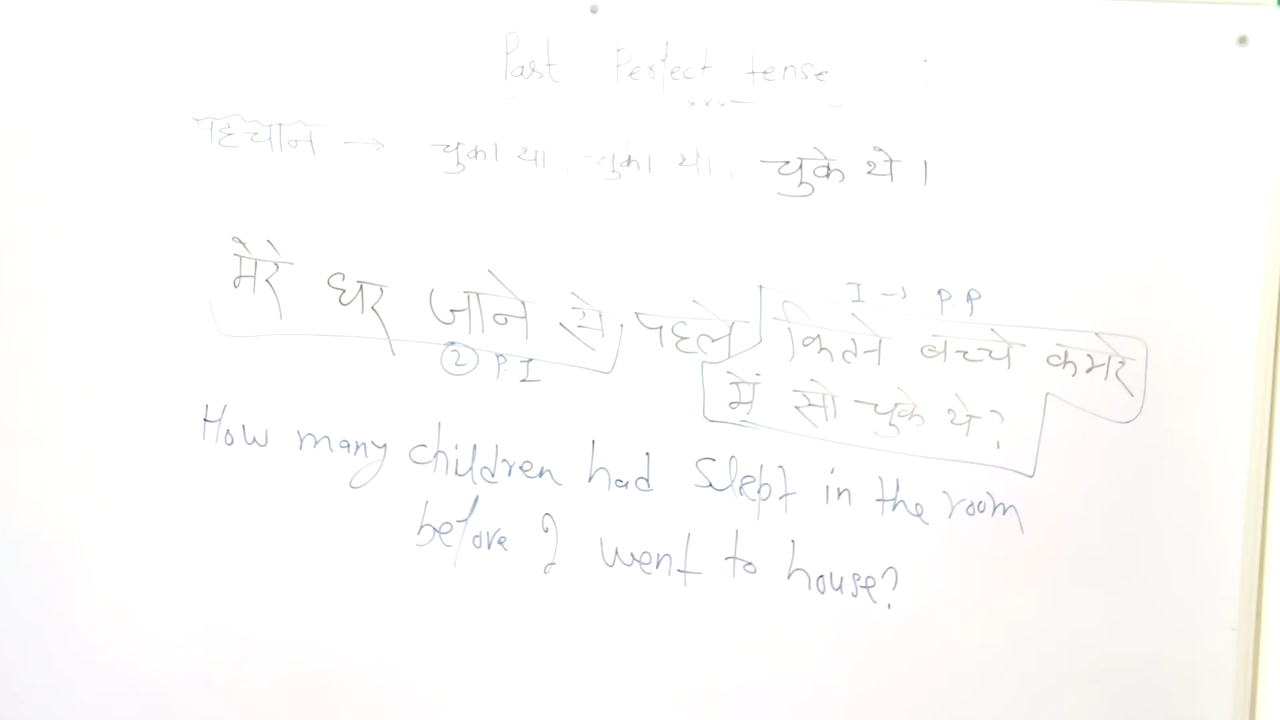 Past Perfect tense
पहचान → चुका था, चुका था, चुके थे।
I → P.P
मेरे घर जाने से पहले कितने बच्चे कमरे
② P.I
में सो चुके थे?
How many children had slept in the room
before I went to house?